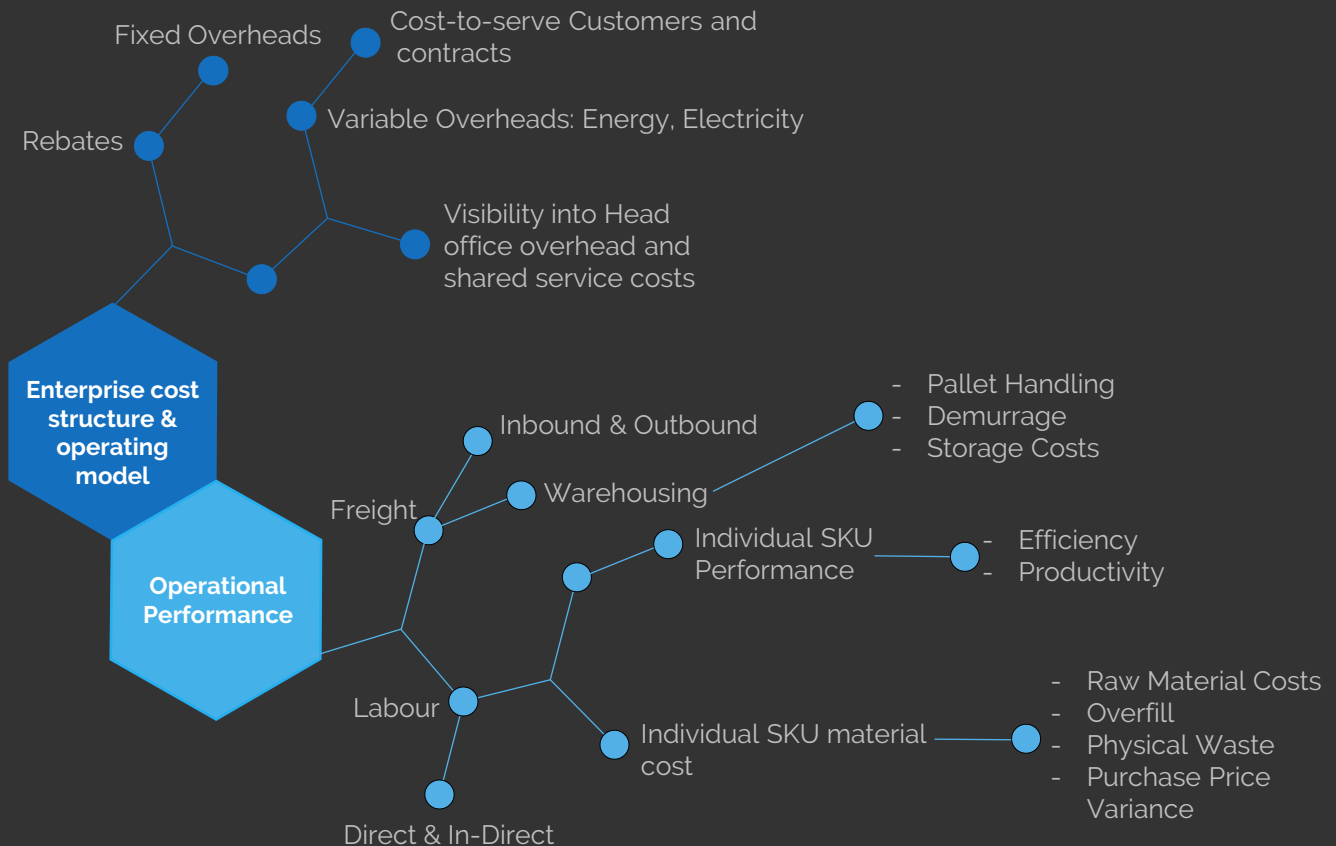 Cost-to-serve Customers and
contracts
Fixed Overheads
Variable Overheads: Energy, Electricity
Rebates
Visibility into Head
office overhead and
shared service costs
Enterprise cost
structure &
operating
model
- Pallet Handling
- Demurrage
- Storage Costs
Inbound & Outbound
Warehousing
Freight
Individual SKU
Performance
- Efficiency
- Productivity
Operational
Performance
Labour
Individual SKU material
cost
- Raw Material Costs
- Overfill
- Physical Waste
- Purchase Price
Variance
Direct & In-Direct